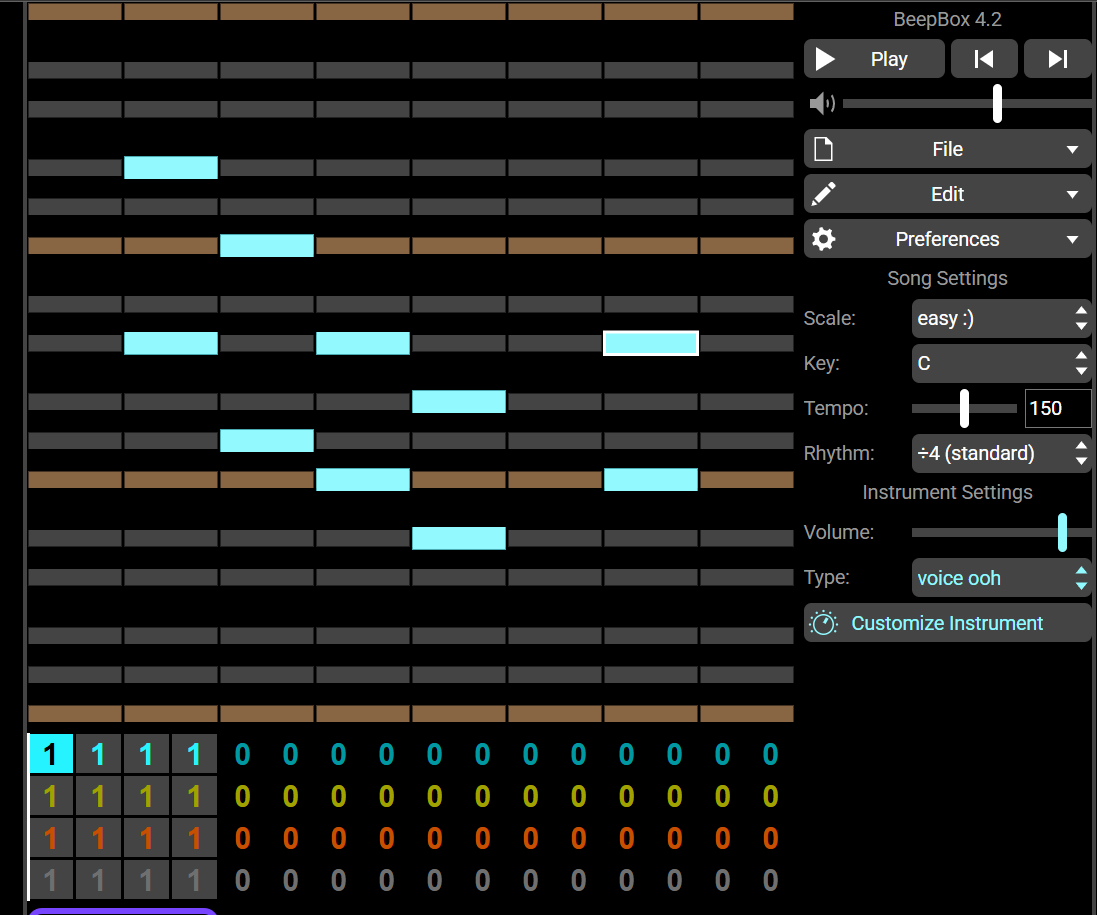 BeepBox 4.2
Play
File
Edit
Preferences
Song Settings
Scale: easy :)
Key: C
Tempo: 150
Rhythm: ÷4 (standard)
Instrument Settings
Volume:
Type: voice ooh
Customize Instrument
1 1 1 1 0 0 0 0 0 0 0 0 0 0 0 0
1 1 1 1 0 0 0 0 0 0 0 0 0 0 0 0
1 1 1 1 0 0 0 0 0 0 0 0 0 0 0 0
1 1 1 1 0 0 0 0 0 0 0 0 0 0 0 0